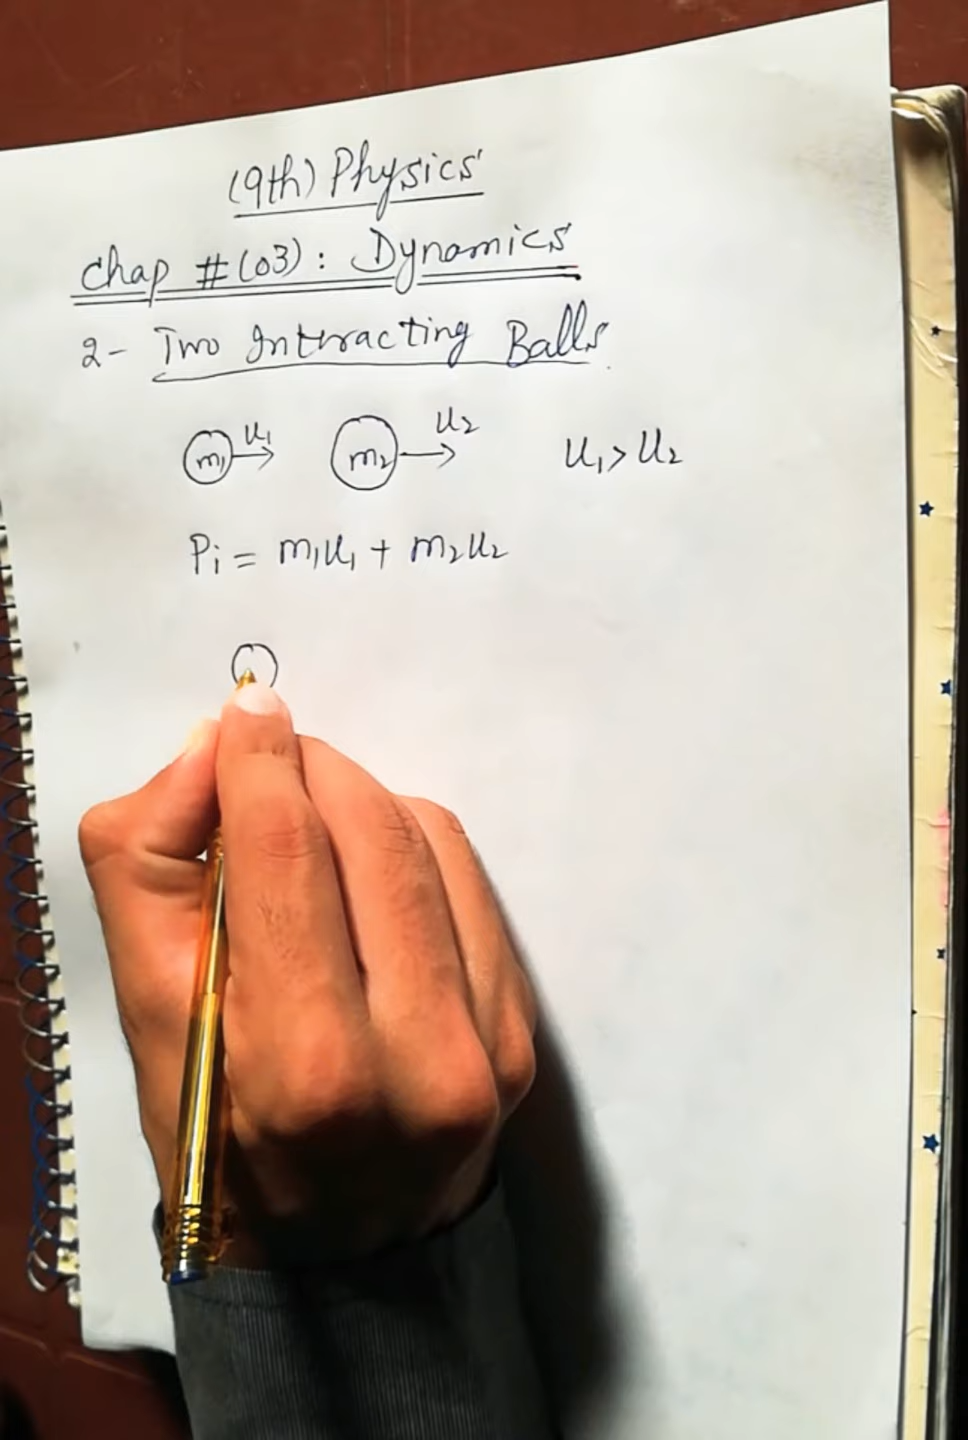 (9th) Physics
Chap #(03): Dynamics
2- Two Interacting Balls
m₁ u₁ m₂ u₂ u₁>u₂
Pi = m₁u₁ + m₂u₂